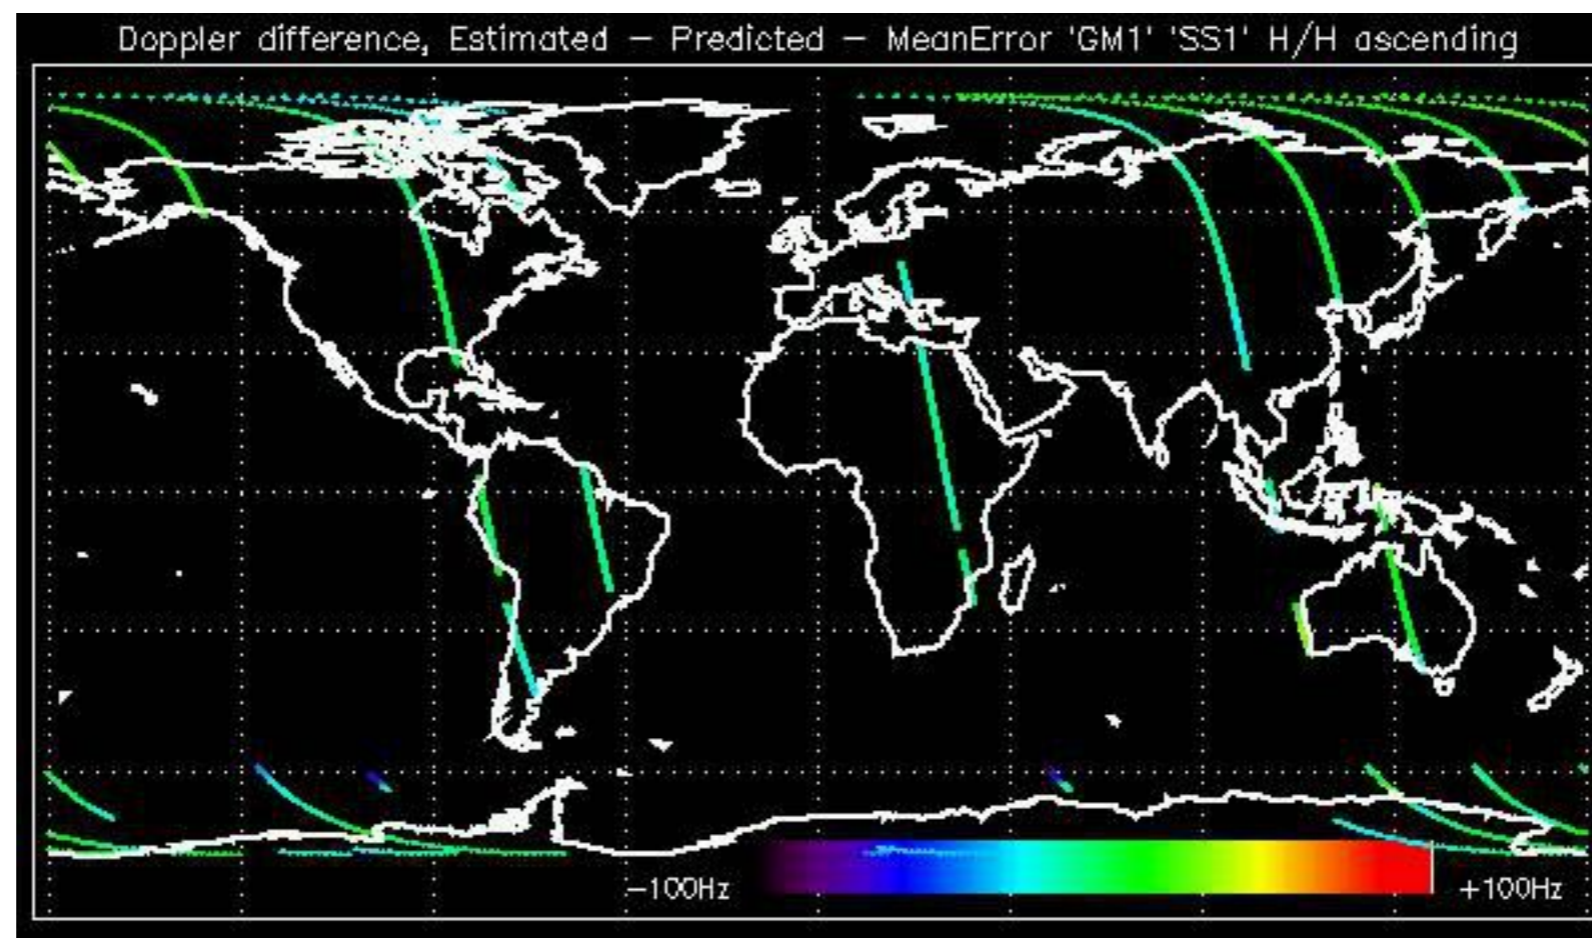 Doppler difference, Estimated − Predicted − MeanError 'GM1' 'SS1' H/H ascending
−100Hz
+100Hz